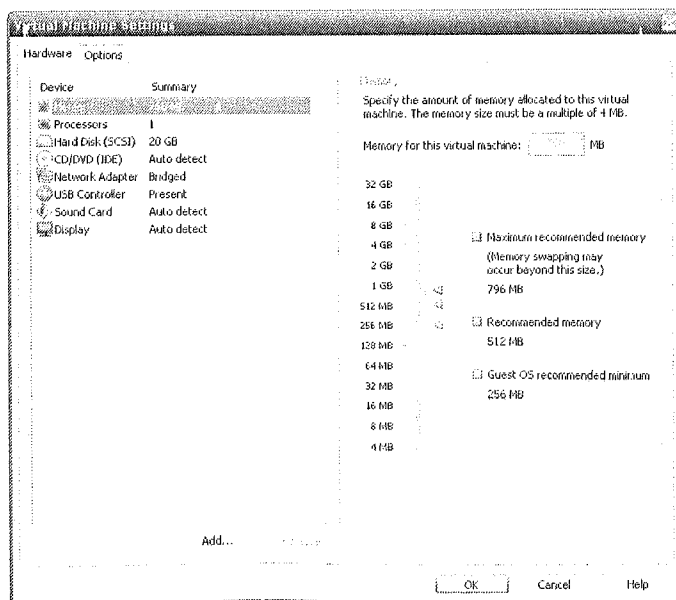 Virtual Machine Settings
Hardware Options
Device Summary
Processors 1
Hard Disk (SCSI) 20 GB
CD/DVD (IDE) Auto detect
Network Adapter Bridged
USB Controller Present
Sound Card Auto detect
Display Auto detect
Add...
Memory
Specify the amount of memory allocated to this virtual
machine. The memory size must be a multiple of 4 MB.
Memory for this virtual machine: MB
32 GB
16 GB
8 GB
4 GB
2 GB
1 GB
512 MB
256 MB
128 MB
64 MB
32 MB
16 MB
8 MB
4 MB
Maximum recommended memory
(Memory swapping may
occur beyond this size.)
796 MB
Recommended memory
512 MB
Guest OS recommended minimum
256 MB
OK Cancel Help